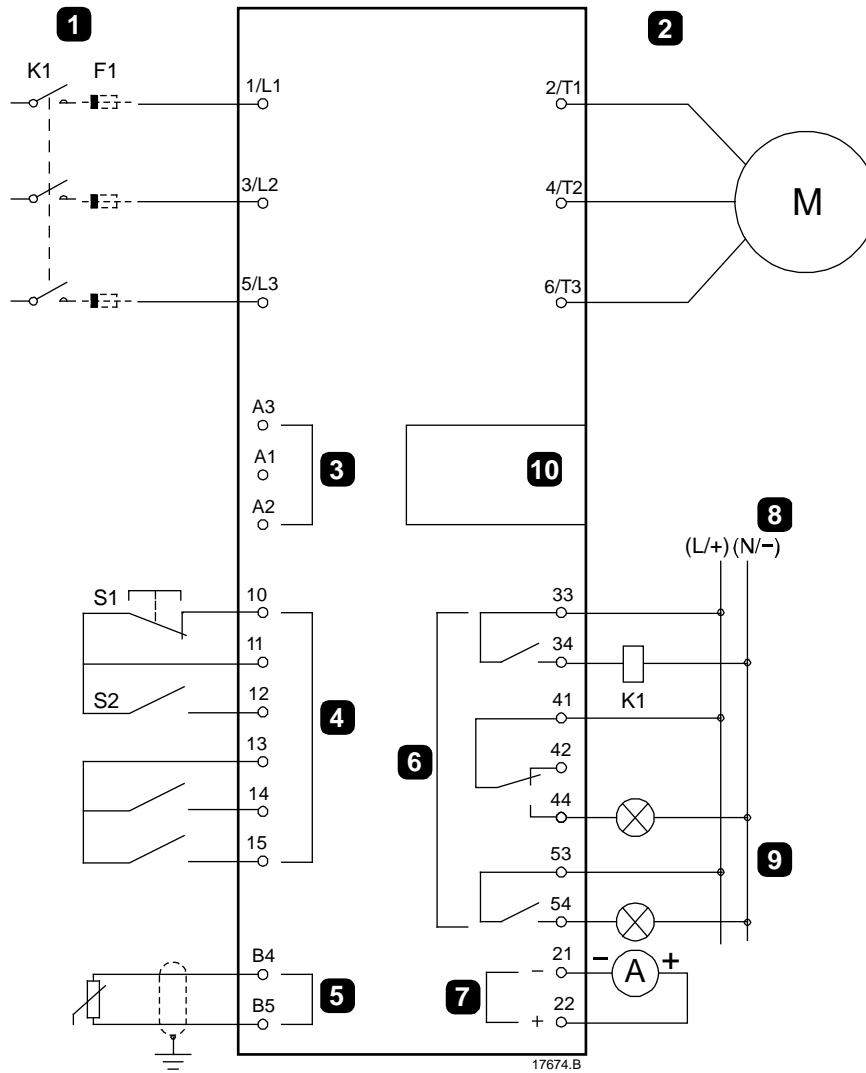 1
2
K1 F1
1/L1
2/T1
3/L2
4/T2
M
5/L3
6/T3
A3
A1
3
A2
10
8
(L/+) (N/−)
S1
10
33
11
34
S2
12
K1
4
41
13
6
42
14
44
15
9
53
54
B4
21
− A +
5
7
−
B5
22
+
17674.B